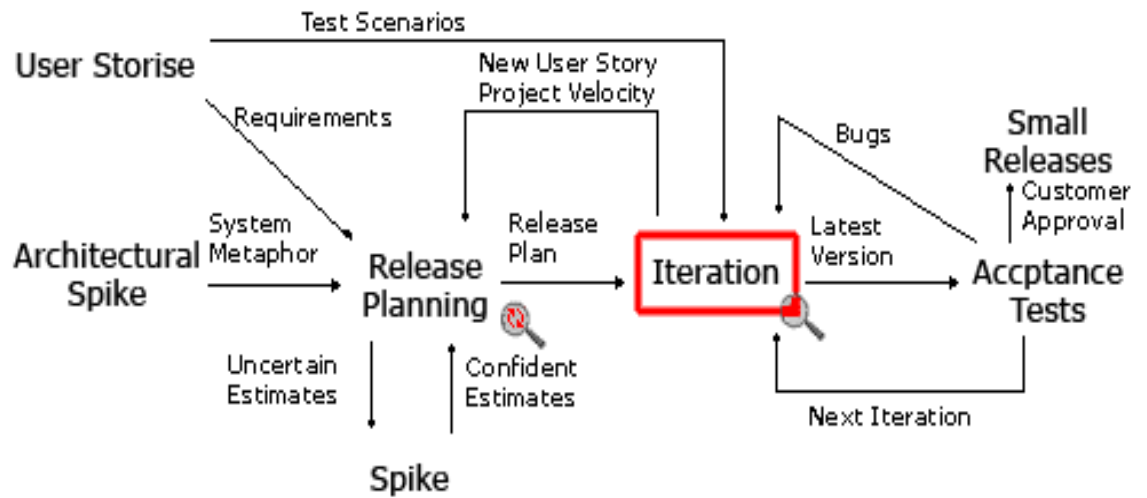 Test Scenarios
User Storise
New User Story
Project Velocity
Requirements
Bugs
Small
Releases
Customer
Approval
System
Metaphor
Architectural
Spike
Release
Planning
Release
Plan
Iteration
Latest
Version
Accptance
Tests
Uncertain
Estimates
Confident
Estimates
Next Iteration
Spike